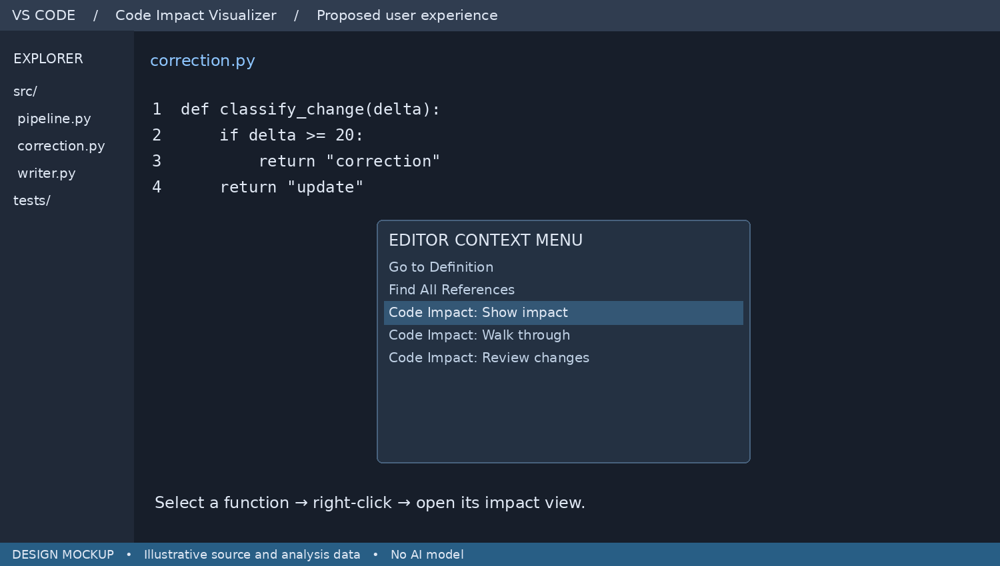 VS CODE / Code Impact Visualizer / Proposed user experience
EXPLORER
src/
pipeline.py
correction.py
writer.py
tests/
correction.py
1  def classify_change(delta):
2      if delta >= 20:
3          return "correction"
4      return "update"
EDITOR CONTEXT MENU
Go to Definition
Find All References
Code Impact: Show impact
Code Impact: Walk through
Code Impact: Review changes
Select a function → right-click → open its impact view.
DESIGN MOCKUP • Illustrative source and analysis data • No AI model